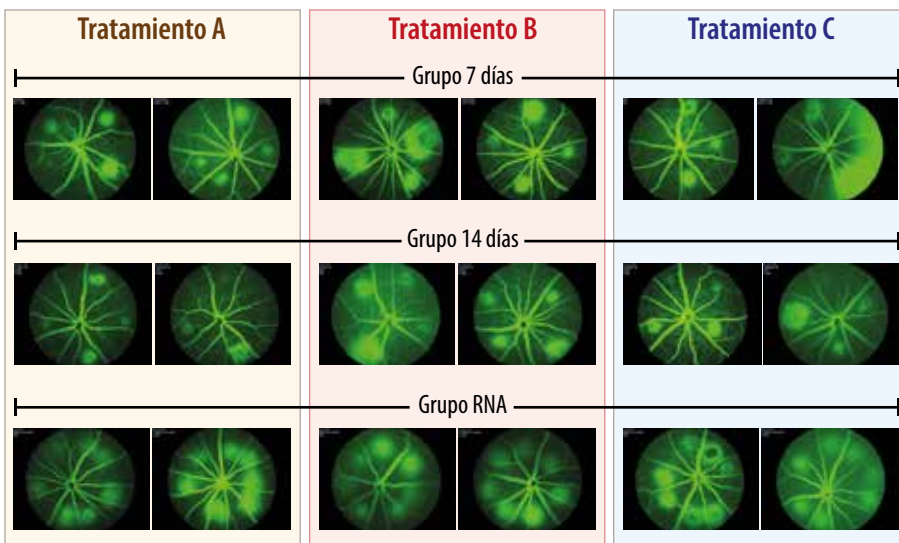 Tratamiento A
Tratamiento B
Tratamiento C
Grupo 7 días
Grupo 14 días
Grupo RNA